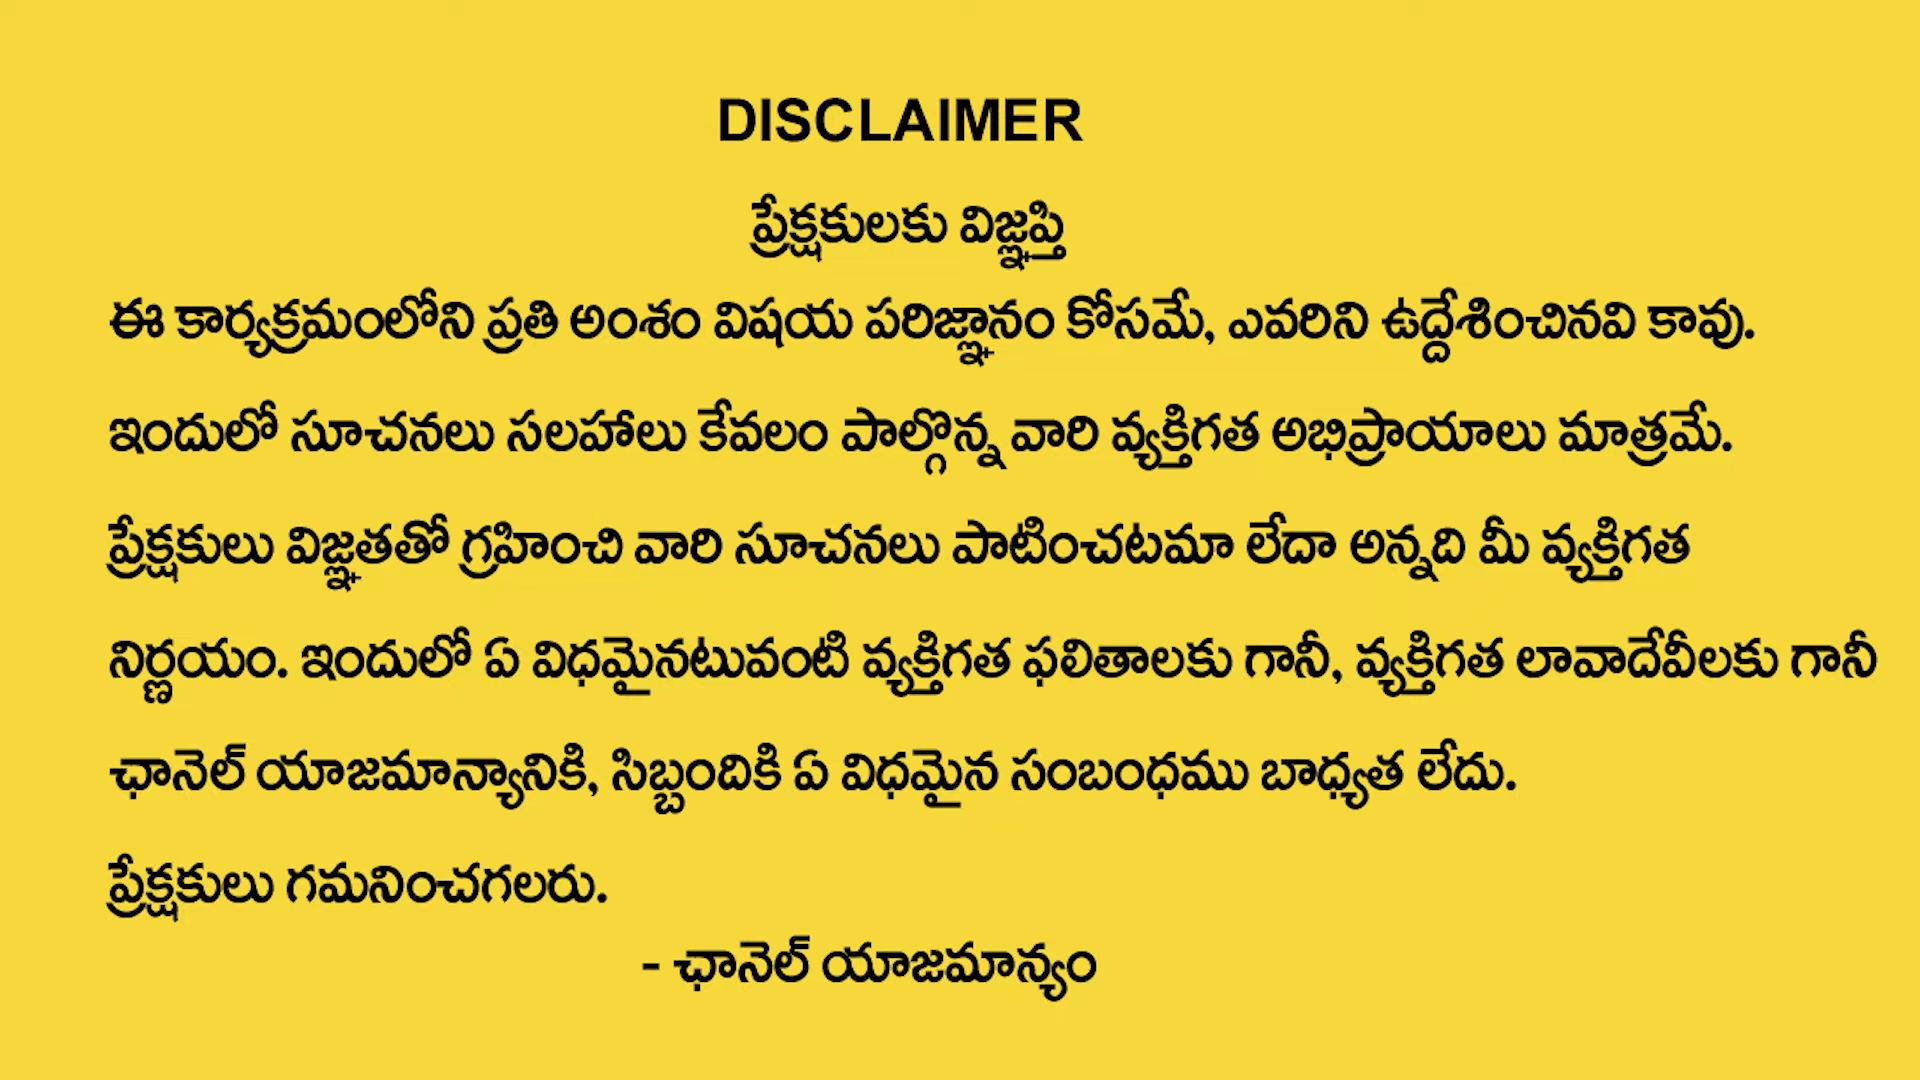 DISCLAIMER
ప్రేక్షకులకు విజ్ఞప్తి
ఈ కార్యక్రమంలోని ప్రతి అంశం విషయ పరిజ్ఞానం కోసమే, ఎవరిని ఉద్దేశించినవి కావు.
ఇందులో సూచనలు సలహాలు కేవలం పాల్గొన్న వారి వ్యక్తిగత అభిప్రాయాలు మాత్రమే.
ప్రేక్షకులు విజ్ఞతతో గ్రహించి వారి సూచనలు పాటించటమా లేదా అన్నది మీ వ్యక్తిగత
నిర్ణయం. ఇందులో ఏ విధమైనటువంటి వ్యక్తిగత ఫలితాలకు గానీ, వ్యక్తిగత లావాదేవీలకు గానీ
ఛానెల్ యాజమాన్యానికి, సిబ్బందికి ఏ విధమైన సంబంధము బాధ్యత లేదు.
ప్రేక్షకులు గమనించగలరు.
- ఛానెల్ యాజమాన్యం